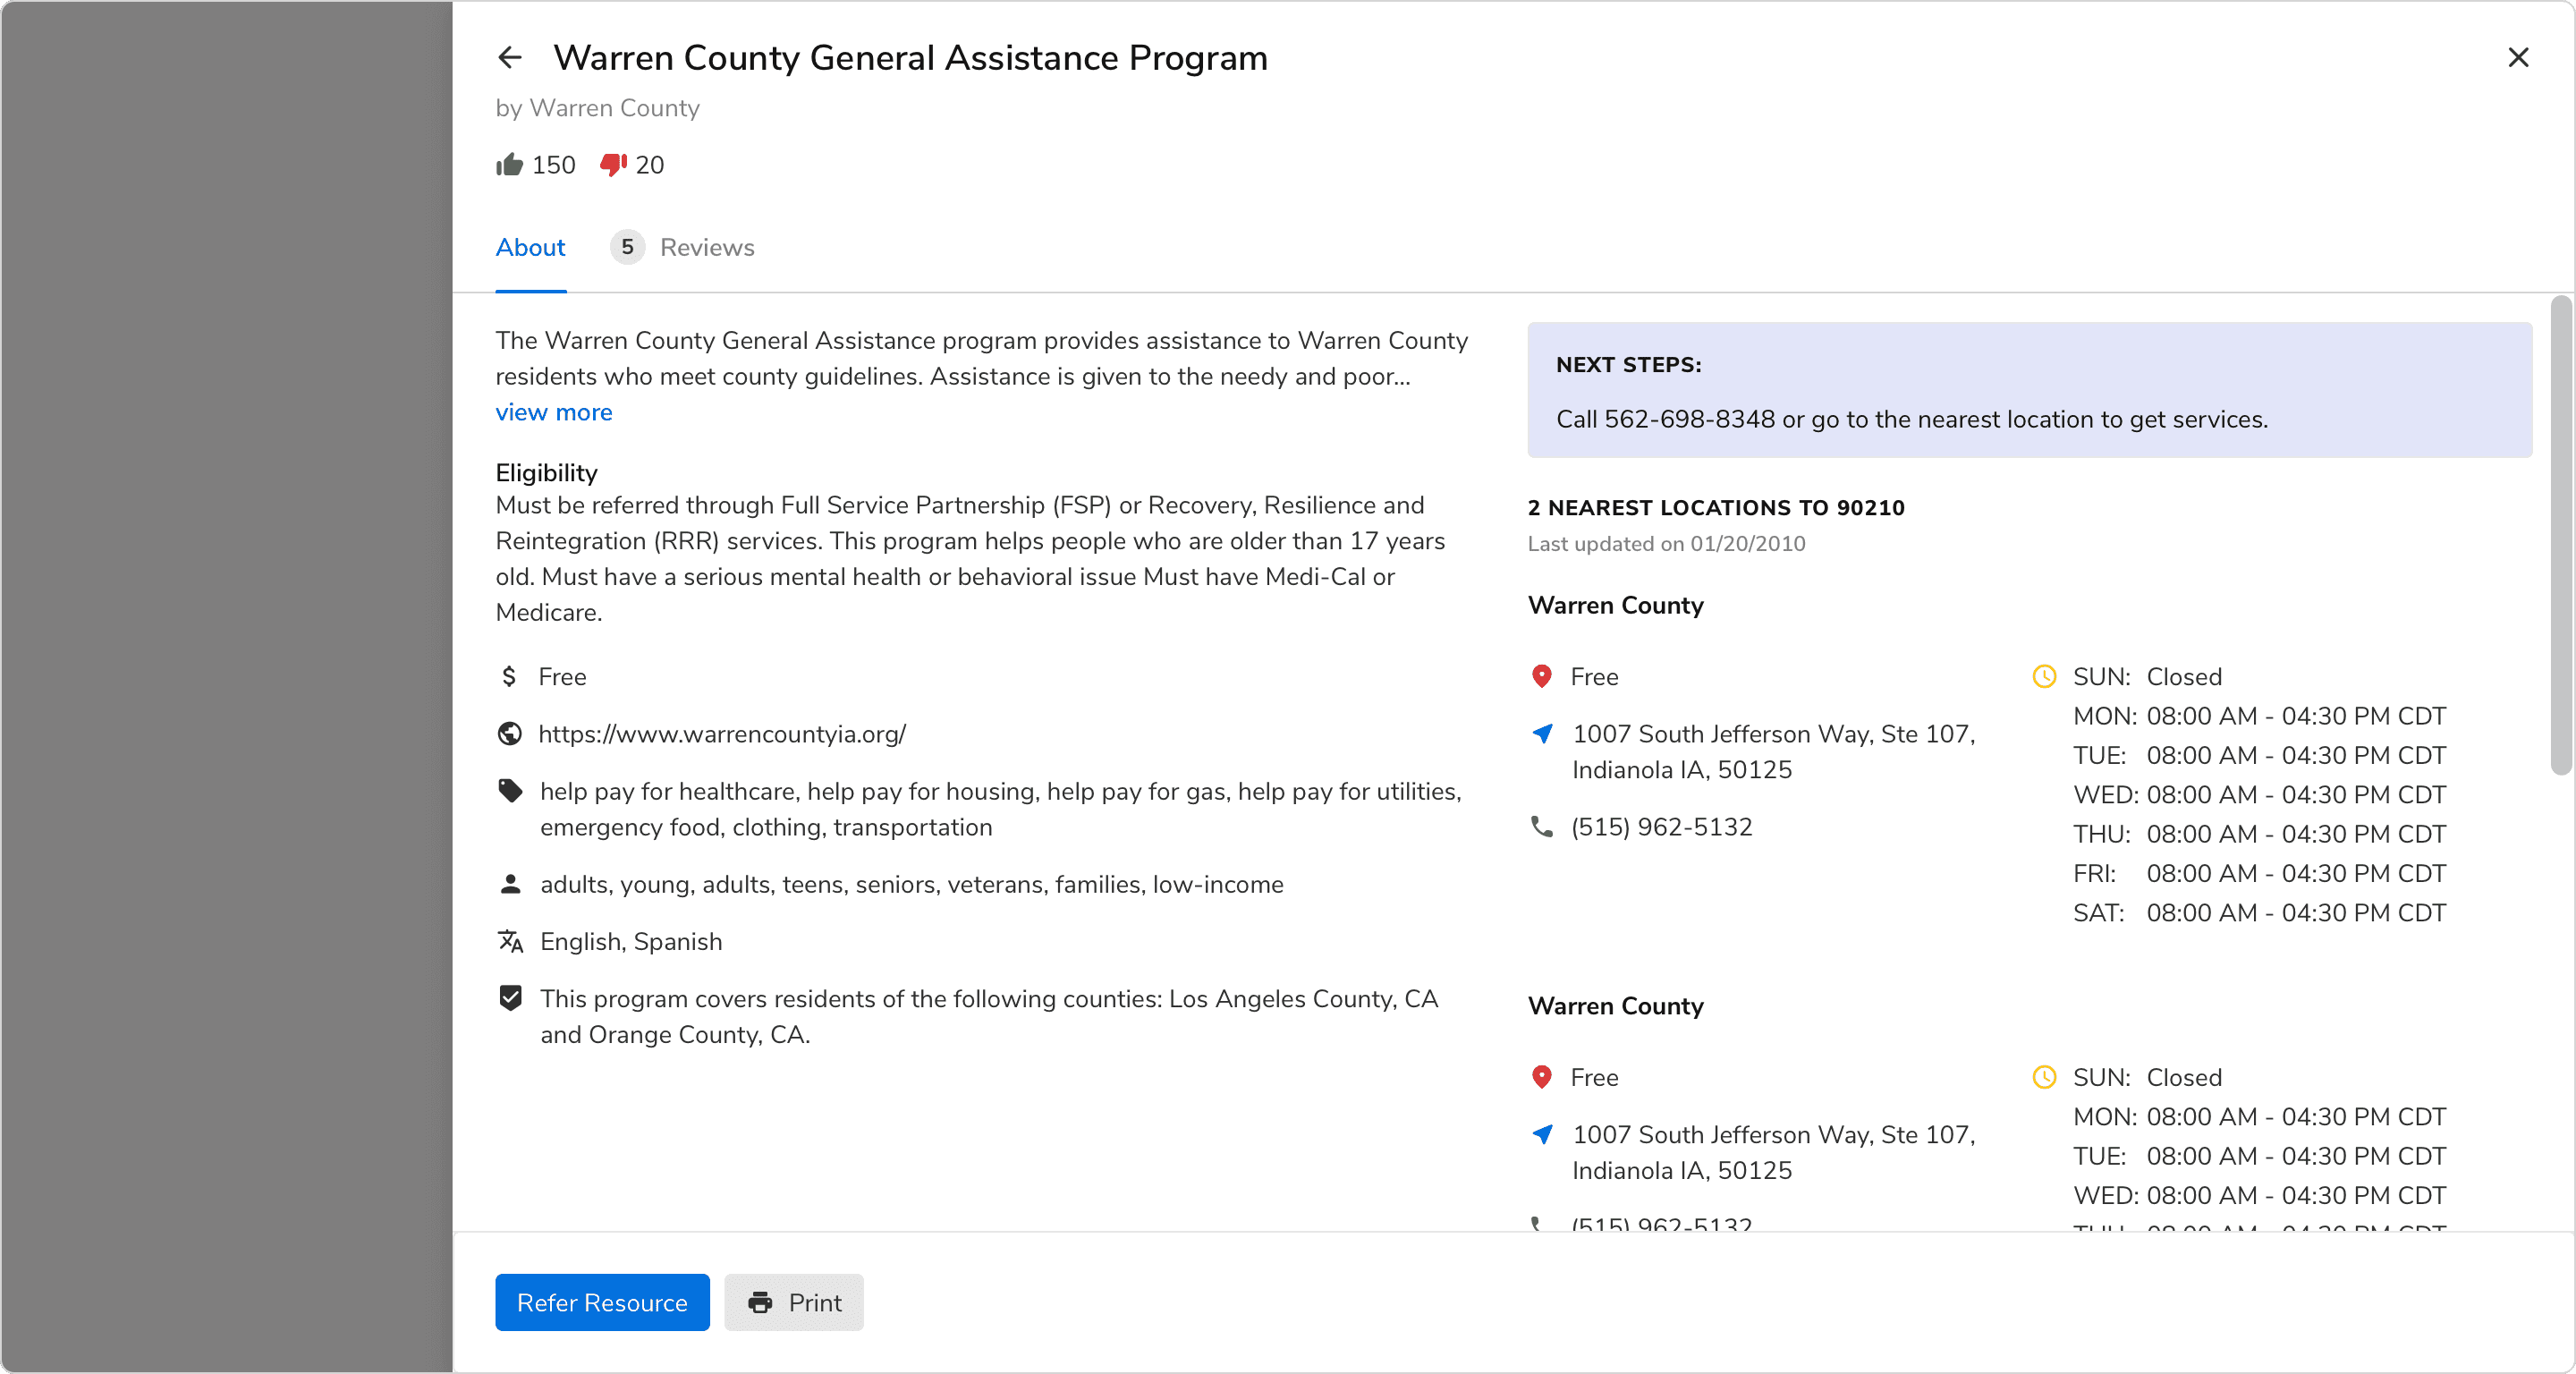 Warren County General Assistance Program
by Warren County
150 20
About 5 Reviews
The Warren County General Assistance program provides assistance to Warren County
residents who meet county guidelines. Assistance is given to the needy and poor...
view more
Eligibility
Must be referred through Full Service Partnership (FSP) or Recovery, Resilience and
Reintegration (RRR) services. This program helps people who are older than 17 years
old. Must have a serious mental health or behavioral issue Must have Medi-Cal or
Medicare.
$ Free
https://www.warrencountyia.org/
help pay for healthcare, help pay for housing, help pay for gas, help pay for utilities,
emergency food, clothing, transportation
adults, young, adults, teens, seniors, veterans, families, low-income
English, Spanish
This program covers residents of the following counties: Los Angeles County, CA
and Orange County, CA.
NEXT STEPS:
Call 562-698-8348 or go to the nearest location to get services.
2 NEAREST LOCATIONS TO 90210
Last updated on 01/20/2010
Warren County
Free
1007 South Jefferson Way, Ste 107,
Indianola IA, 50125
(515) 962-5132
SUN: Closed
MON: 08:00 AM - 04:30 PM CDT
TUE: 08:00 AM - 04:30 PM CDT
WED: 08:00 AM - 04:30 PM CDT
THU: 08:00 AM - 04:30 PM CDT
FRI: 08:00 AM - 04:30 PM CDT
SAT: 08:00 AM - 04:30 PM CDT
Warren County
Free
1007 South Jefferson Way, Ste 107,
Indianola IA, 50125
(515) 962-5132
SUN: Closed
MON: 08:00 AM - 04:30 PM CDT
TUE: 08:00 AM - 04:30 PM CDT
WED: 08:00 AM - 04:30 PM CDT
THU: 08:00 AM - 04:30 PM CDT
Refer Resource
Print